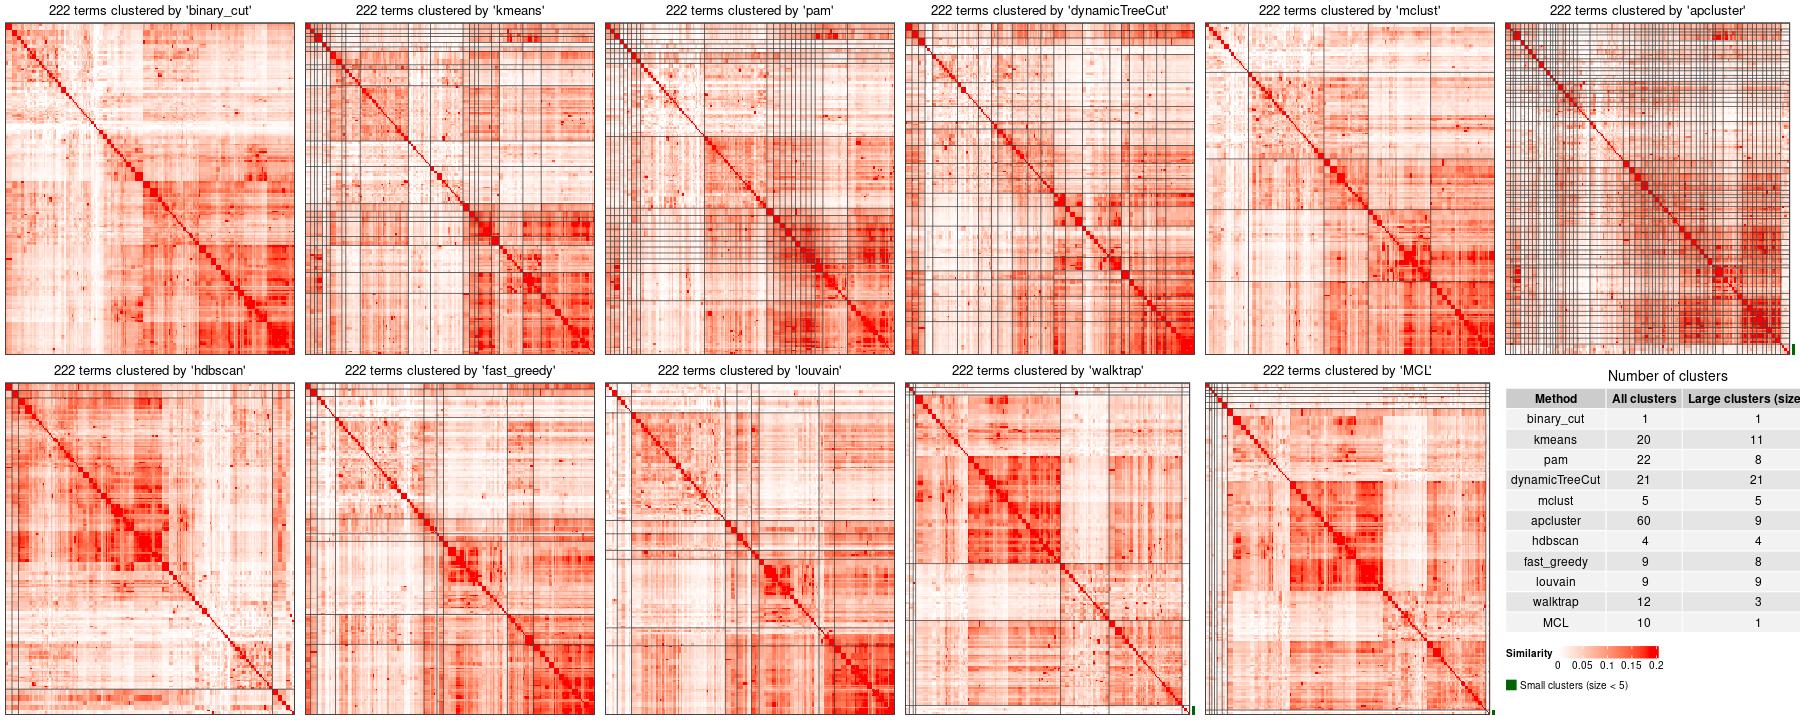 222 terms clustered by 'binary_cut'
222 terms clustered by 'kmeans'
222 terms clustered by 'pam'
222 terms clustered by 'dynamicTreeCut'
222 terms clustered by 'mclust'
222 terms clustered by 'apcluster'
222 terms clustered by 'hdbscan'
222 terms clustered by 'fast_greedy'
222 terms clustered by 'louvain'
222 terms clustered by 'walktrap'
222 terms clustered by 'MCL'
Number of clusters
Method All clusters Large clusters (size
binary_cut 1 1
kmeans 20 11
pam 22 8
dynamicTreeCut 21 21
mclust 5 5
apcluster 60 9
hdbscan 4 4
fast_greedy 9 8
louvain 9 9
walktrap 12 3
MCL 10 1
Similarity
0 0.05 0.1 0.15 0.2
Small clusters (size < 5)